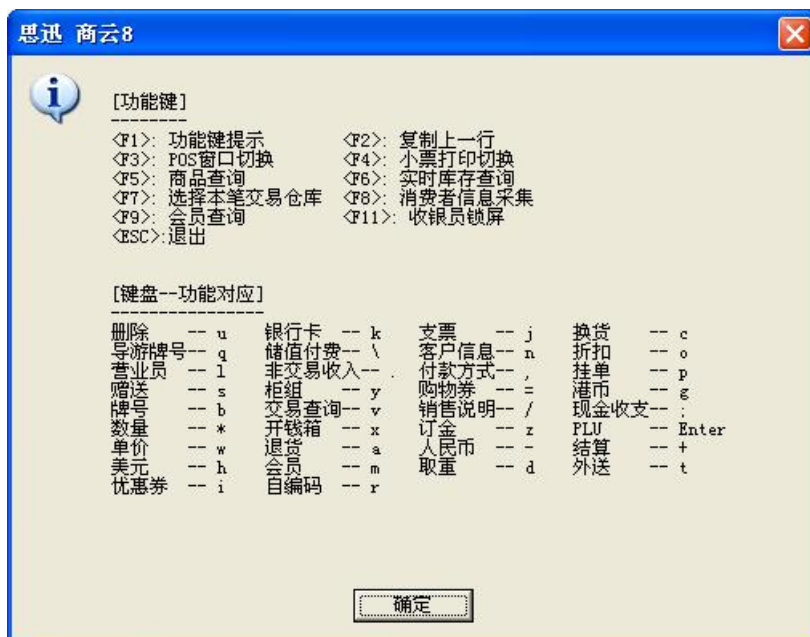 思迅 商云8
[功能键]
--------
<F1>: 功能键提示 <F2>: 复制上一行
<F3>: POS窗口切换 <F4>: 小票打印切换
<F5>: 商品查询 <F6>: 实时库存查询
<F7>: 选择本笔交易仓库 <F8>: 消费者信息采集
<F9>: 会员查询 <F11>: 收银员锁屏
<ESC>:退出
[键盘--功能对应]
-----------------
删除 -- u 银行卡 -- k 支票 -- j 换货 -- c
导游牌号-- q 储值付费-- \ 客户信息-- n 折扣 -- o
营业员 -- l 非交易收入-- . 付款方式-- , 挂单 -- p
赠送 -- s 柜组 -- y 购物券 -- = 港币 -- g
牌号 -- b 交易查询-- v 销售说明-- / 现金收支-- ;
数量 -- * 开钱箱 -- x 订金 -- z PLU -- Enter
单价 -- w 退货 -- a 人民币 -- - 结算 -- +
美元 -- h 会员 -- m 取重 -- d 外送 -- t
优惠券 -- i 自编码 -- r
确定